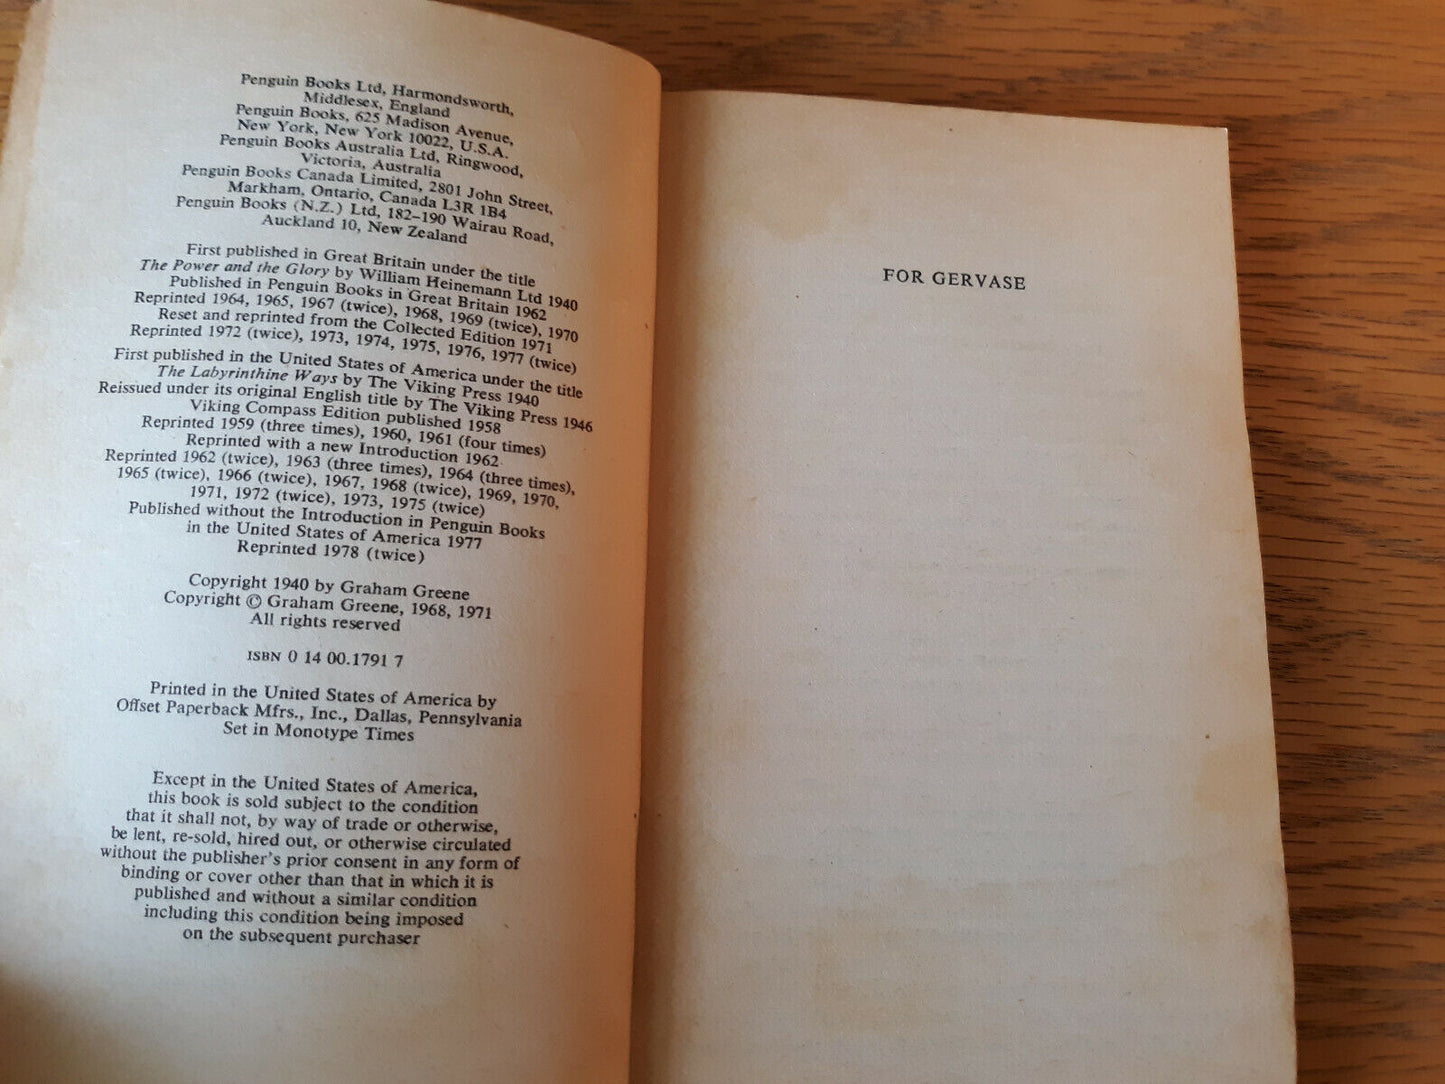 Penguin Books Ltd, Harmondsworth,
Middlesex, England
Penguin Books, 625 Madison Avenue,
New York, New York 10022, U.S.A.
Penguin Books Australia Ltd, Ringwood,
Victoria, Australia
Penguin Books Canada Limited, 2801 John Street,
Markham, Ontario, Canada L3R 1B4
Penguin Books (N.Z.) Ltd, 182–190 Wairau Road,
Auckland 10, New Zealand
First published in Great Britain under the title
The Power and the Glory by William Heinemann Ltd 1940
Published in Penguin Books in Great Britain 1962
Reprinted 1964, 1965, 1967 (twice), 1968, 1969 (twice), 1970
Reset and reprinted from the Collected Edition 1971
Reprinted 1972 (twice), 1973, 1974, 1975, 1976, 1977 (twice)
First published in the United States of America under the title
The Labyrinthine Ways by The Viking Press 1940
Reissued under its original English title by The Viking Press 1946
Viking Compass Edition published 1958
Reprinted 1959 (three times), 1960, 1961 (four times)
Reprinted with a new Introduction 1962
Reprinted 1962 (twice), 1963 (three times), 1964 (three times),
1965 (twice), 1966 (twice), 1967, 1968 (twice), 1969, 1970,
1971, 1972 (twice), 1973, 1975 (twice)
Published without the Introduction in Penguin Books
in the United States of America 1977
Reprinted 1978 (twice)
Copyright 1940 by Graham Greene
Copyright © Graham Greene, 1968, 1971
All rights reserved
ISBN 0 14 00.1791 7
Printed in the United States of America by
Offset Paperback Mfrs., Inc., Dallas, Pennsylvania
Set in Monotype Times
Except in the United States of America,
this book is sold subject to the condition
that it shall not, by way of trade or otherwise,
be lent, re-sold, hired out, or otherwise circulated
without the publisher's prior consent in any form of
binding or cover other than that in which it is
published and without a similar condition
including this condition being imposed
on the subsequent purchaser
FOR GERVASE